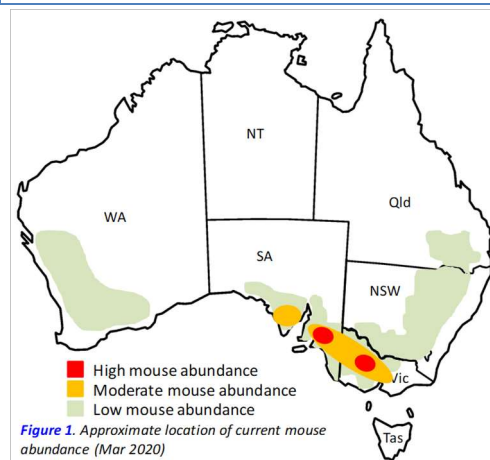 NT
Qld
WA
SA
NSW
High mouse abundance
Moderate mouse abundance
Vic
Low mouse abundance
Figure 1. Approximate location of current mouse
Tas
abundance (Mar 2020)